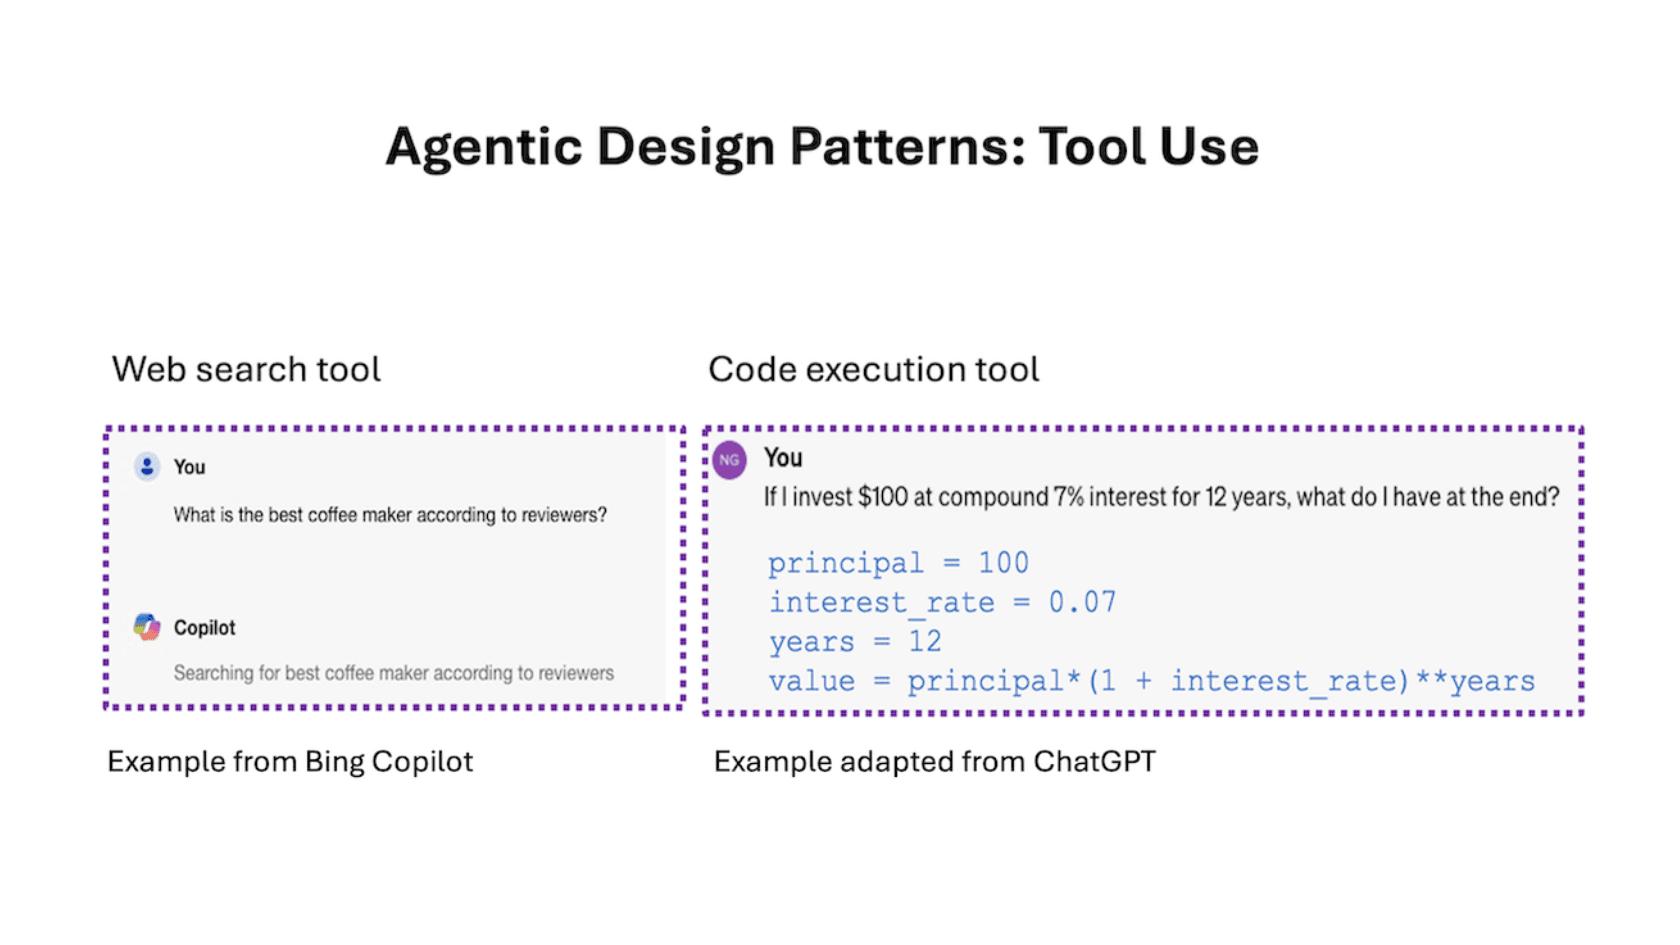 Agentic Design Patterns: Tool Use
Web search tool
You
What is the best coffee maker according to reviewers?
Copilot
Searching for best coffee maker according to reviewers
Example from Bing Copilot
Code execution tool
NG
You
If I invest $100 at compound 7% interest for 12 years, what do I have at the end?
principal = 100
interest_rate = 0.07
years = 12
value = principal*(1 + interest_rate)**years
Example adapted from ChatGPT